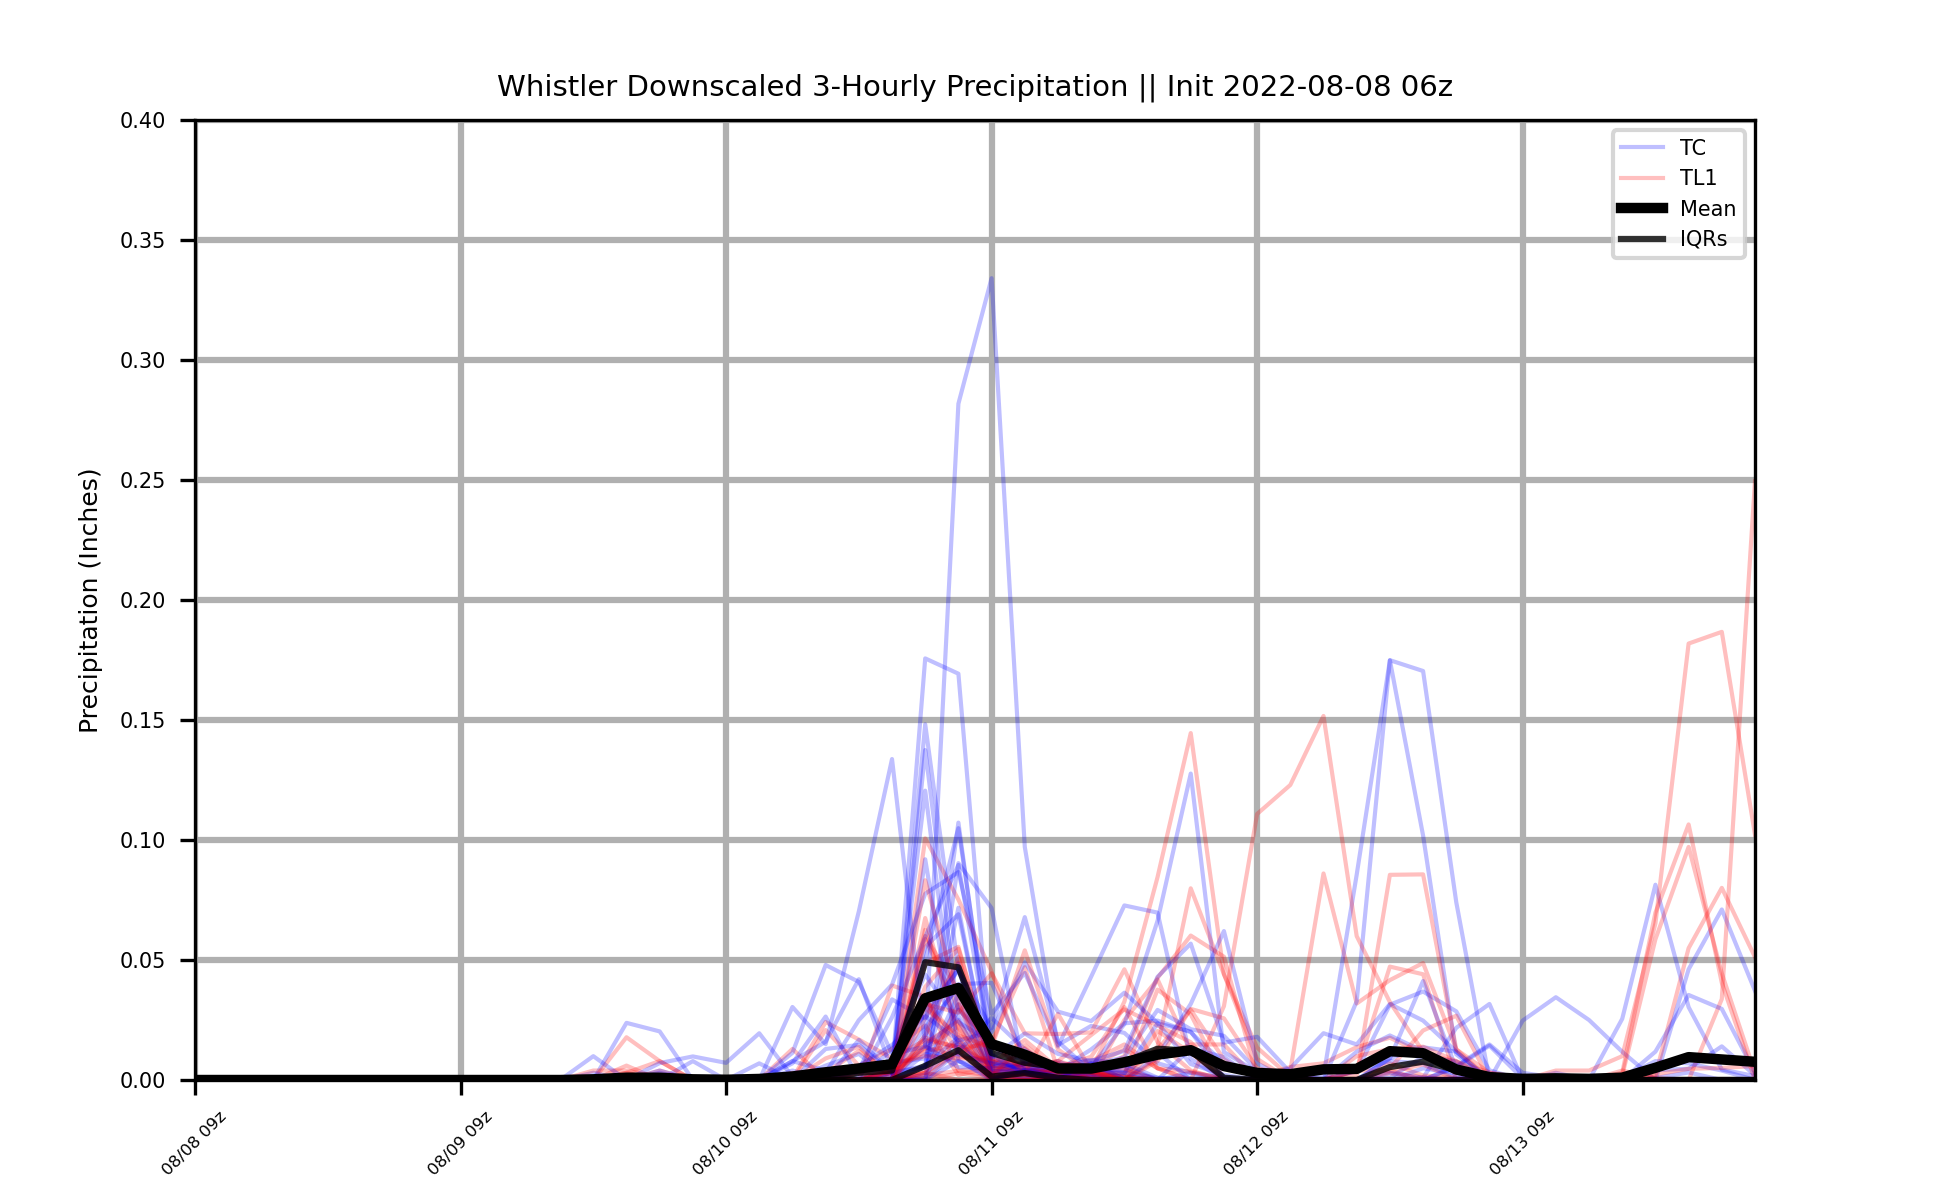 Whistler Downscaled 3-Hourly Precipitation || Init 2022-08-08 06z
TC
TL1
Mean
IQRs
Precipitation (Inches)
0.40
0.35
0.30
0.25
0.20
0.15
0.10
0.05
0.00
08/08 09z
08/09 09z
08/10 09z
08/11 09z
08/12 09z
08/13 09z